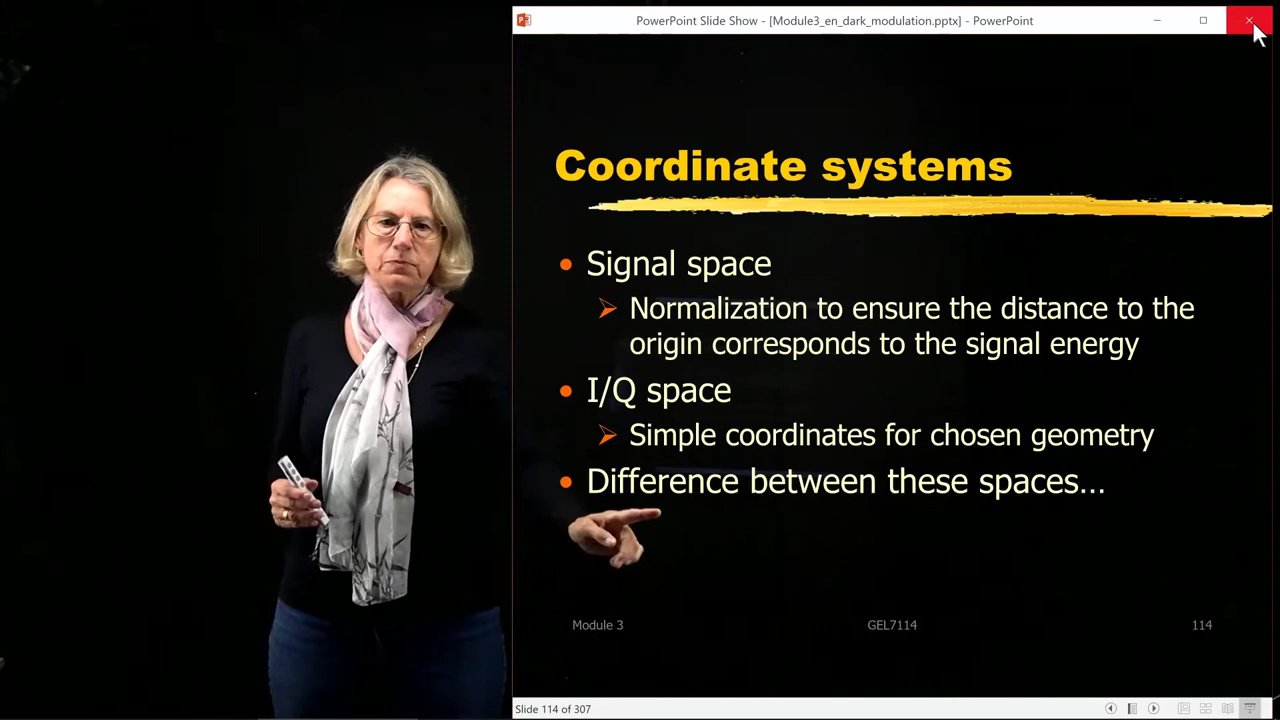 PowerPoint Slide Show - [Module3_en_dark_modulation.pptx] - PowerPoint
Coordinate systems
• Signal space
➢ Normalization to ensure the distance to the
origin corresponds to the signal energy
• I/Q space
➢ Simple coordinates for chosen geometry
• Difference between these spaces…
Module 3
GEL7114
114
Slide 114 of 307